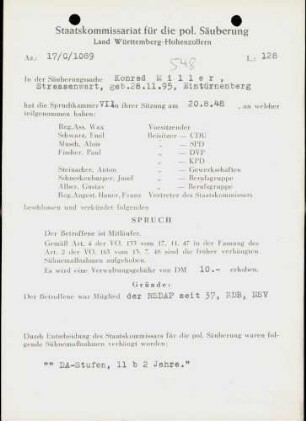 Staatskommissariat für die pol. Säuberung
Land Württemberg-Hohenzollern
Az.: 17/C/1089
L.: 128
548
In der Säuberungssache Konrad Miller,
Strassenwart, geb.28.11.95, Eintürnenberg
hat die Spruchkammer VII in ihrer Sitzung am 20.8.48, an welcher
teilgenommen haben:
Reg.Ass. Wax Vorsitzender
Schwarz, Emil Beisitzer — CDU
Musch, Alois „ — SPD
Fischer, Paul „ — DVP
„ — KPD
Steinacher, Anton „ — Gewerkschaften
Schneckenburger, Josef „ — Berufsgruppe
Alber, Gustav „ — Berufsgruppe
Reg.Angest. Hamir, Franz Vertreter des Staatskommissars
beschlossen und verkündet folgenden
SPRUCH
Der Betroffene ist Mitläufer.
Gemäß Art. 4 der VO. 133 vom 17. 11. 47 in der Fassung des
Art. 2 der VO. 165 vom 15. 7. 48 sind die früher verhängten
Sühnemaßnahmen aufgehoben.
Es wird eine Verwaltungsgebühr von DM 10.- erhoben.
Gründe:
Der Betroffene war Mitglied der NSDAP seit 37, RDB, NSV
Durch Entscheidung des Staatskommissars für die pol. Säuberung waren fol-
gende Sühnemaßnahmen verhängt worden:
"" DA-Stufen, 11 b 2 Jahre."